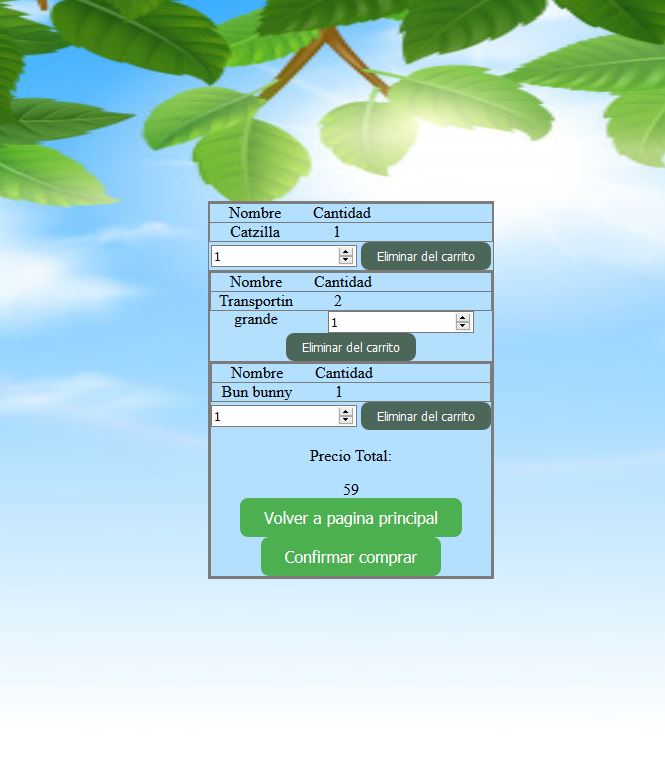 Nombre Cantidad
Catzilla 1
1 Eliminar del carrito
Nombre Cantidad
Transportin 2
grande 1
Eliminar del carrito
Nombre Cantidad
Bun bunny 1
1 Eliminar del carrito
Precio Total:
59
Volver a pagina principal
Confirmar comprar